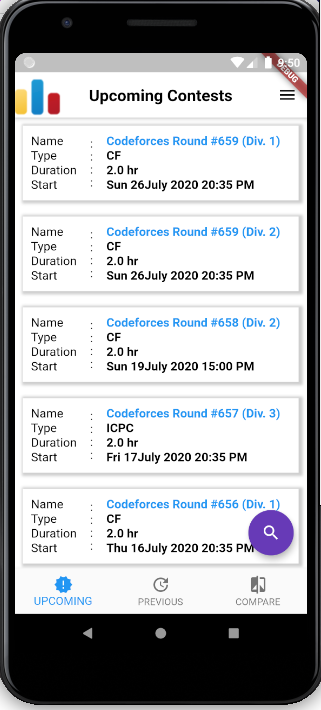 9:50
DEBUG
Upcoming Contests
Name : Codeforces Round #659 (Div. 1)
Type : CF
Duration : 2.0 hr
Start : Sun 26July 2020 20:35 PM
Name : Codeforces Round #659 (Div. 2)
Type : CF
Duration : 2.0 hr
Start : Sun 26July 2020 20:35 PM
Name : Codeforces Round #658 (Div. 2)
Type : CF
Duration : 2.0 hr
Start : Sun 19July 2020 15:00 PM
Name : Codeforces Round #657 (Div. 3)
Type : ICPC
Duration : 2.0 hr
Start : Fri 17July 2020 20:35 PM
Name : Codeforces Round #656 (Div. 1)
Type : CF
Duration : 2.0 hr
Start : Thu 16July 2020 20:35 PM
UPCOMING
PREVIOUS
COMPARE